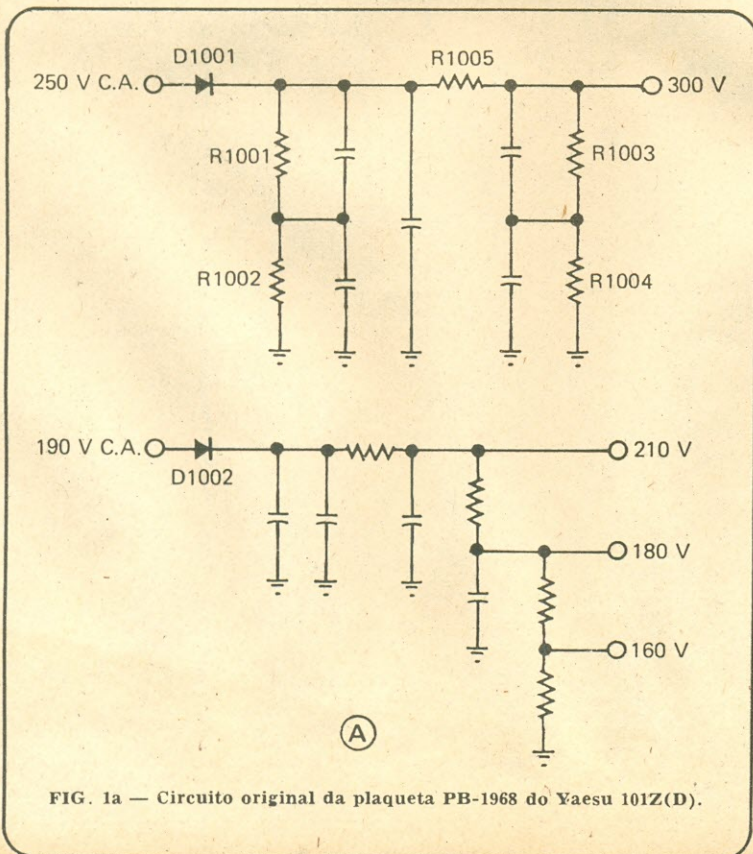 D1001
R1005
250 V C.A.
300 V
R1001
R1003
R1002
R1004
190 V C.A.
210 V
D1002
180 V
160 V
A
FIG. 1a — Circuito original da plaqueta PB-1968 do Yaesu 101Z(D).